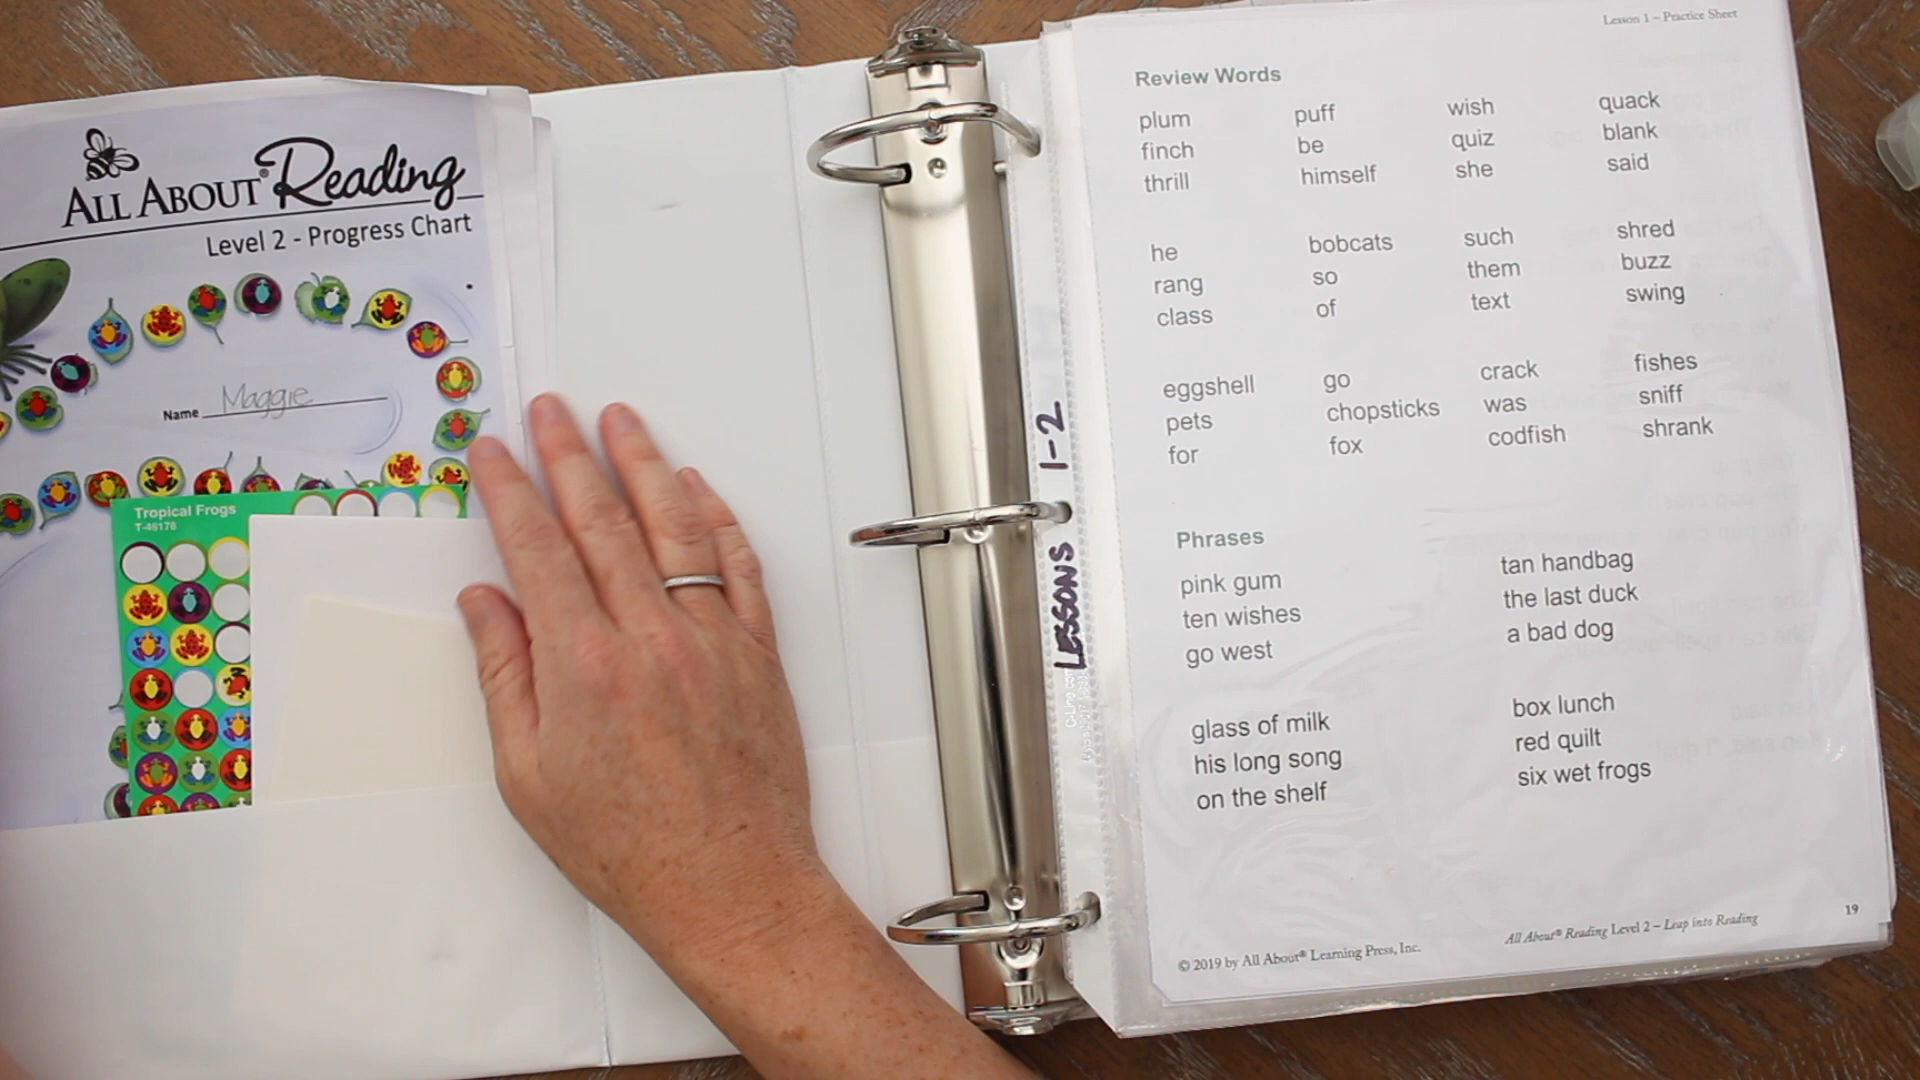 ALL ABOUT® Reading
Level 2 - Progress Chart
Name Maggie
Tropical Frogs
T-46178
LESSONS 1-2
Lesson 1 – Practice Sheet
Review Words
plum puff wish quack
finch be quiz blank
thrill himself she said
he bobcats such shred
rang so them buzz
class of text swing
eggshell go crack fishes
pets chopsticks was sniff
for fox codfish shrank
Phrases
pink gum tan handbag
ten wishes the last duck
go west a bad dog
glass of milk box lunch
his long song red quilt
on the shelf six wet frogs
19
© 2019 by All About® Learning Press, Inc. All About® Reading Level 2 – Leap into Reading